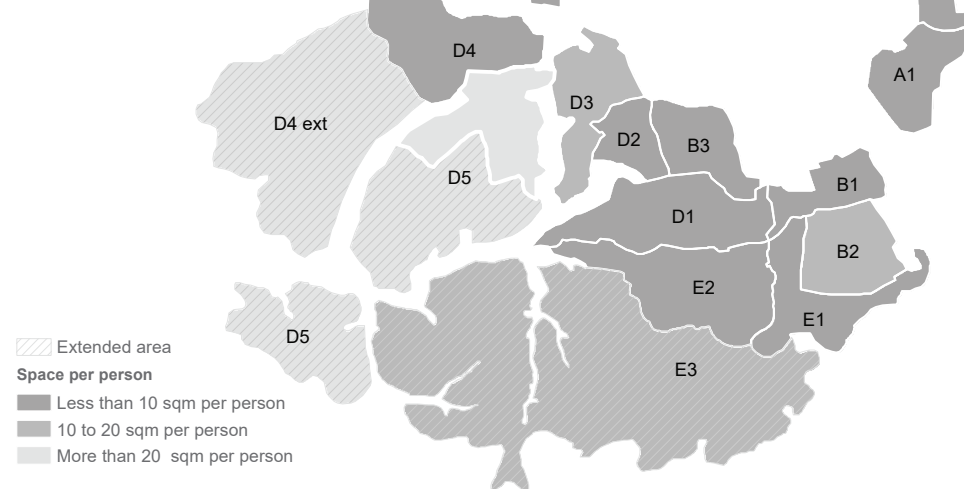 D4
A1
D3
D4 ext
D2
B3
D5
B1
D1
B2
E2
E1
D5
E3
Extended area
Space per person
Less than 10 sqm per person
10 to 20 sqm per person
More than 20  sqm per person